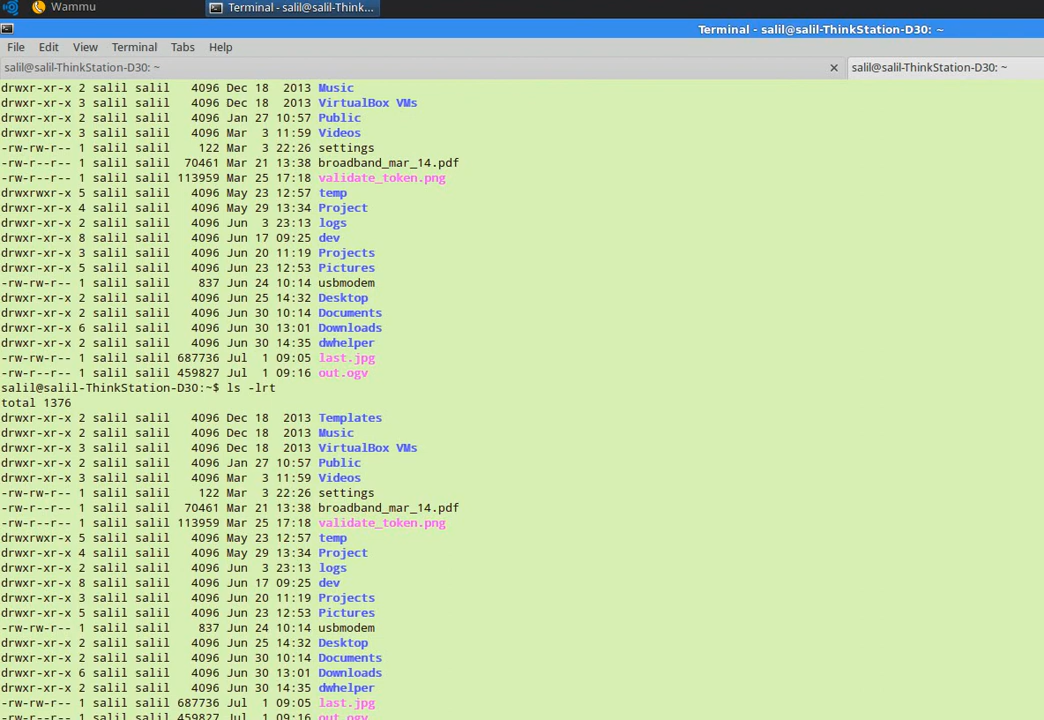 Wammu Terminal - salil@salil-Think...
Terminal - salil@salil-ThinkStation-D30: ~
File Edit View Terminal Tabs Help
salil@salil-ThinkStation-D30: ~ × salil@salil-ThinkStation-D30: ~
drwxr-xr-x 2 salil salil 4096 Dec 18 2013 Music
drwxr-xr-x 3 salil salil 4096 Dec 18 2013 VirtualBox VMs
drwxr-xr-x 2 salil salil 4096 Jan 27 10:57 Public
drwxr-xr-x 3 salil salil 4096 Mar 3 11:59 Videos
-rw-rw-r-- 1 salil salil 122 Mar 3 22:26 settings
-rw-r--r-- 1 salil salil 70461 Mar 21 13:38 broadband_mar_14.pdf
-rw-r--r-- 1 salil salil 113959 Mar 25 17:18 validate_token.png
drwxrwxr-x 5 salil salil 4096 May 23 12:57 temp
drwxr-xr-x 4 salil salil 4096 May 29 13:34 Project
drwxr-xr-x 2 salil salil 4096 Jun 3 23:13 logs
drwxr-xr-x 8 salil salil 4096 Jun 17 09:25 dev
drwxr-xr-x 3 salil salil 4096 Jun 20 11:19 Projects
drwxr-xr-x 5 salil salil 4096 Jun 23 12:53 Pictures
-rw-rw-r-- 1 salil salil 837 Jun 24 10:14 usbmodem
drwxr-xr-x 2 salil salil 4096 Jun 25 14:32 Desktop
drwxr-xr-x 2 salil salil 4096 Jun 30 10:14 Documents
drwxr-xr-x 6 salil salil 4096 Jun 30 13:01 Downloads
drwxr-xr-x 2 salil salil 4096 Jun 30 14:35 dwhelper
-rw-rw-r-- 1 salil salil 687736 Jul 1 09:05 last.jpg
-rw-rw-r-- 1 salil salil 459827 Jul 1 09:16 out.ogv
salil@salil-ThinkStation-D30:~$ ls -lrt
total 1376
drwxr-xr-x 2 salil salil 4096 Dec 18 2013 Templates
drwxr-xr-x 2 salil salil 4096 Dec 18 2013 Music
drwxr-xr-x 3 salil salil 4096 Dec 18 2013 VirtualBox VMs
drwxr-xr-x 2 salil salil 4096 Jan 27 10:57 Public
drwxr-xr-x 3 salil salil 4096 Mar 3 11:59 Videos
-rw-rw-r-- 1 salil salil 122 Mar 3 22:26 settings
-rw-r--r-- 1 salil salil 70461 Mar 21 13:38 broadband_mar_14.pdf
-rw-r--r-- 1 salil salil 113959 Mar 25 17:18 validate_token.png
drwxrwxr-x 5 salil salil 4096 May 23 12:57 temp
drwxr-xr-x 4 salil salil 4096 May 29 13:34 Project
drwxr-xr-x 2 salil salil 4096 Jun 3 23:13 logs
drwxr-xr-x 8 salil salil 4096 Jun 17 09:25 dev
drwxr-xr-x 3 salil salil 4096 Jun 20 11:19 Projects
drwxr-xr-x 5 salil salil 4096 Jun 23 12:53 Pictures
-rw-rw-r-- 1 salil salil 837 Jun 24 10:14 usbmodem
drwxr-xr-x 2 salil salil 4096 Jun 25 14:32 Desktop
drwxr-xr-x 2 salil salil 4096 Jun 30 10:14 Documents
drwxr-xr-x 6 salil salil 4096 Jun 30 13:01 Downloads
drwxr-xr-x 2 salil salil 4096 Jun 30 14:35 dwhelper
-rw-rw-r-- 1 salil salil 687736 Jul 1 09:05 last.jpg
-rw-rw-r-- 1 salil salil 459827 Jul 1 09:16 out.ogv